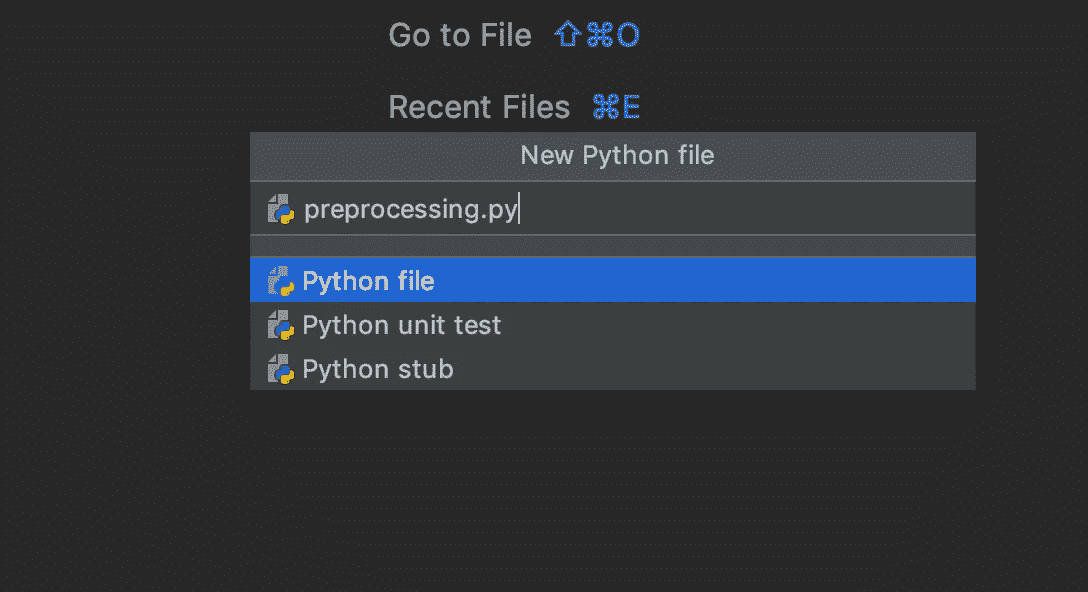 Go to File ⇧⌘O
Recent Files ⌘E
New Python file
preprocessing.py
Python file
Python unit test
Python stub